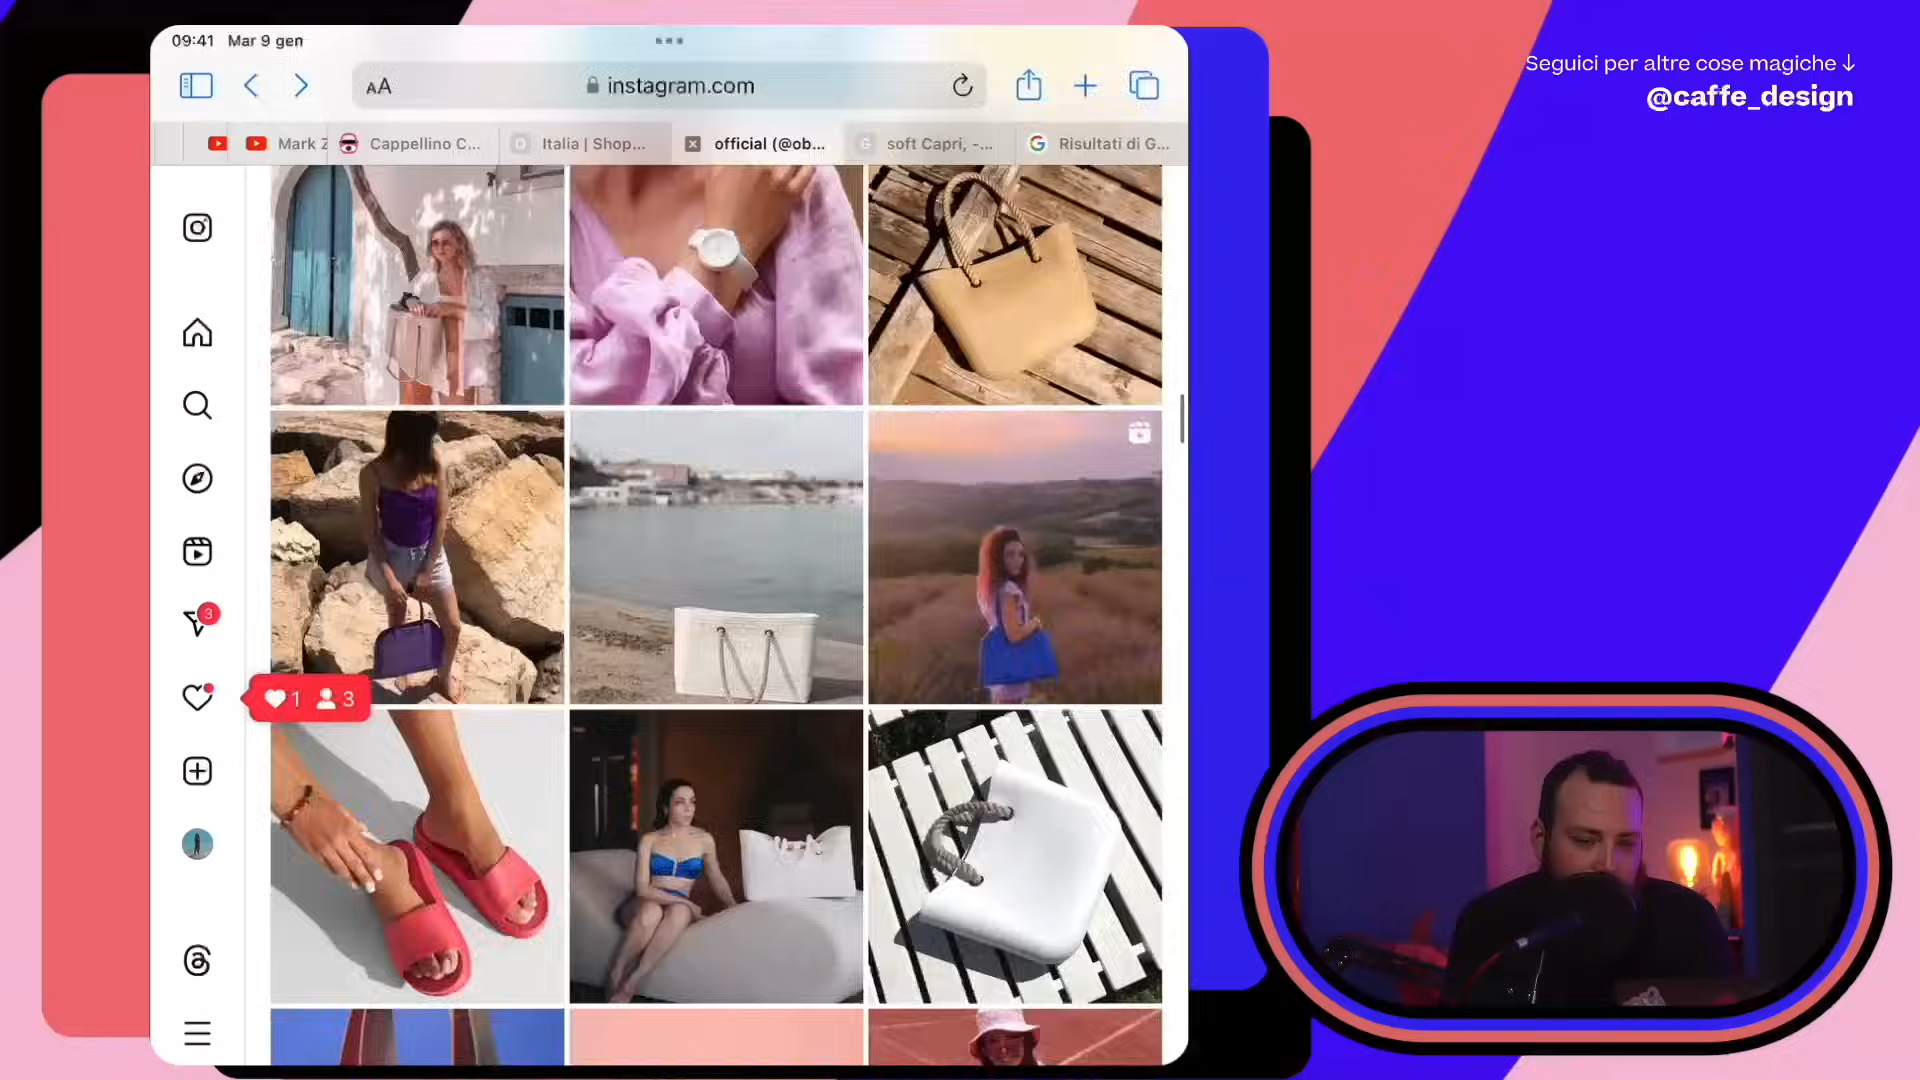 09:41 Mar 9 gen
AA instagram.com
Mark Z
Cappellino C...
Italia | Shop...
official (@ob...
soft Capri, -...
Risultati di G...
3
1 3
Seguici per altre cose magiche ↓
@caffe_design